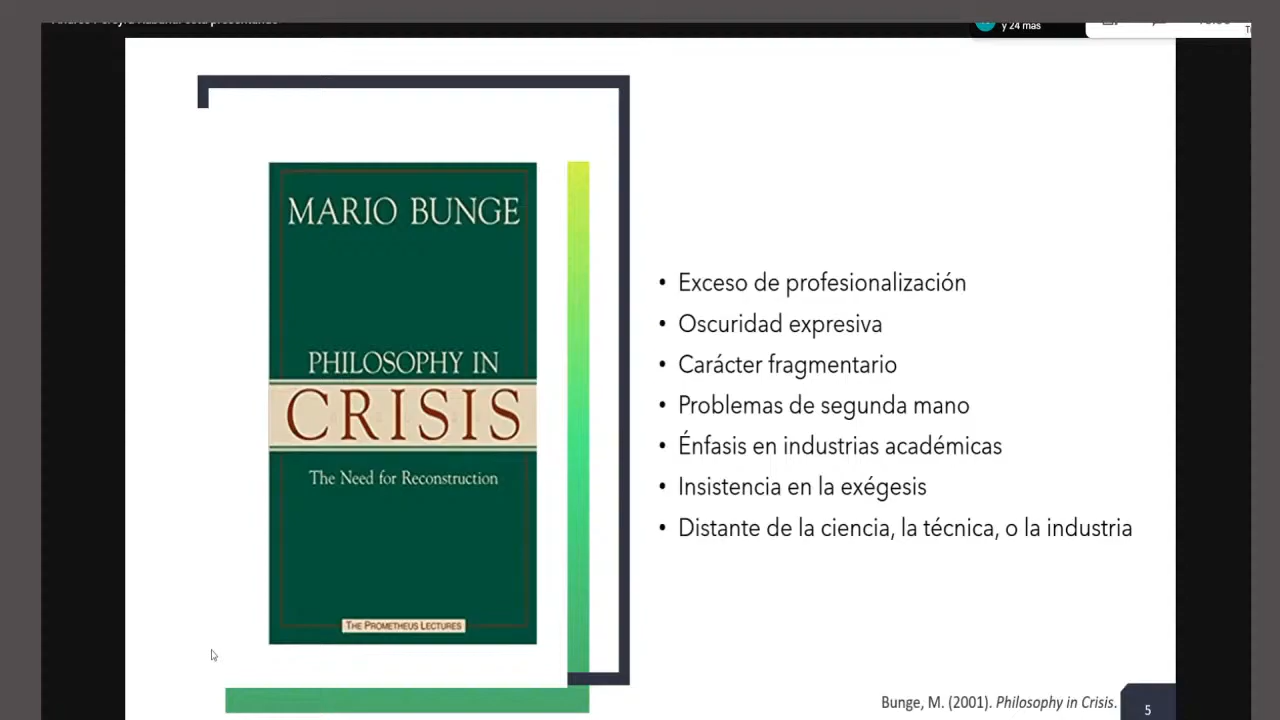 y 24 más
MARIO BUNGE
PHILOSOPHY IN
CRISIS
The Need for Reconstruction
THE PROMETHEUS LECTURES
• Exceso de profesionalización
• Oscuridad expresiva
• Carácter fragmentario
• Problemas de segunda mano
• Énfasis en industrias académicas
• Insistencia en la exégesis
• Distante de la ciencia, la técnica, o la industria
Bunge, M. (2001). Philosophy in Crisis.
5